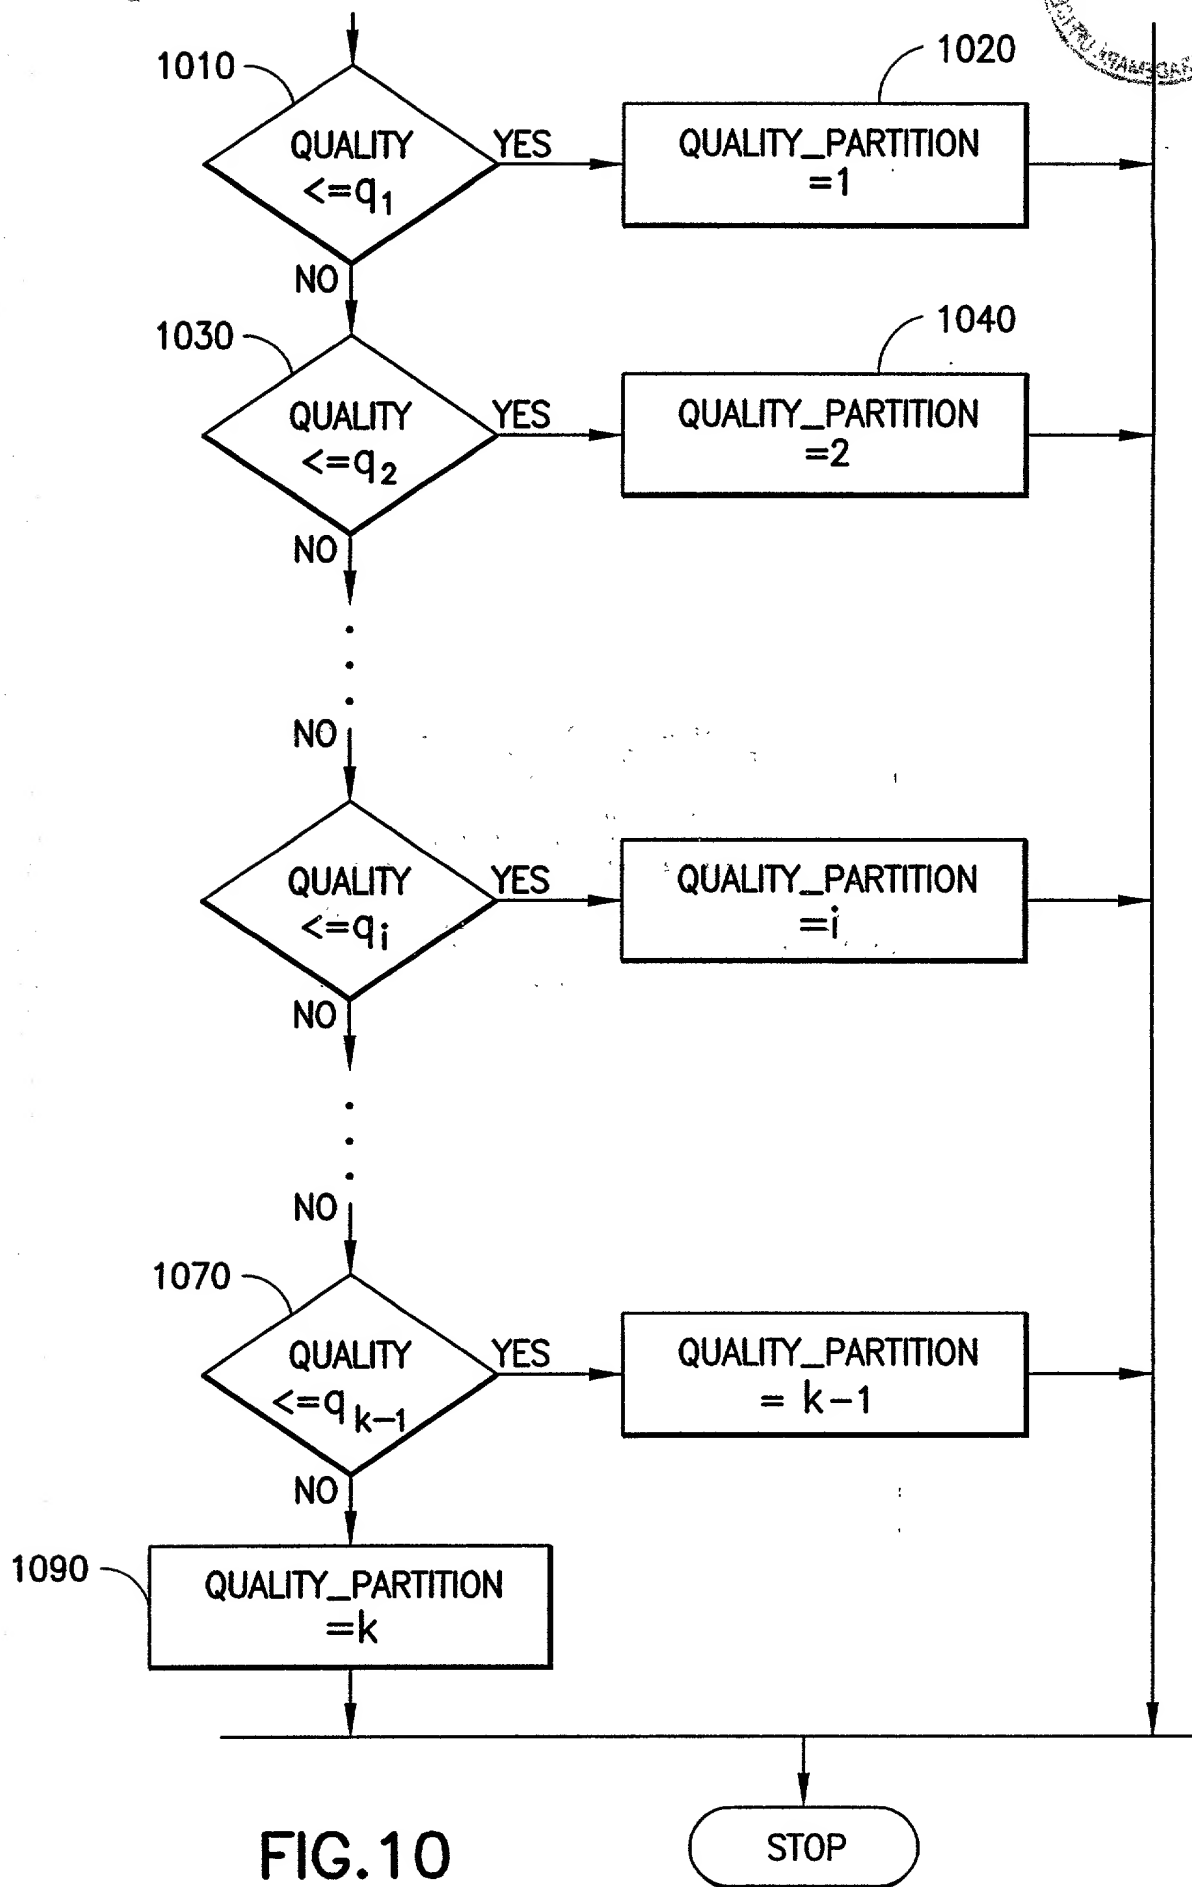 1010
QUALITY
<=q1
YES
1020
QUALITY_PARTITION
=1
NO
1030
QUALITY
<=q2
YES
1040
QUALITY_PARTITION
=2
NO
NO
QUALITY
<=qi
YES
QUALITY_PARTITION
=i
NO
NO
1070
QUALITY
<=qk-1
YES
QUALITY_PARTITION
= k-1
NO
1090
QUALITY_PARTITION
=k
STOP
FIG.10